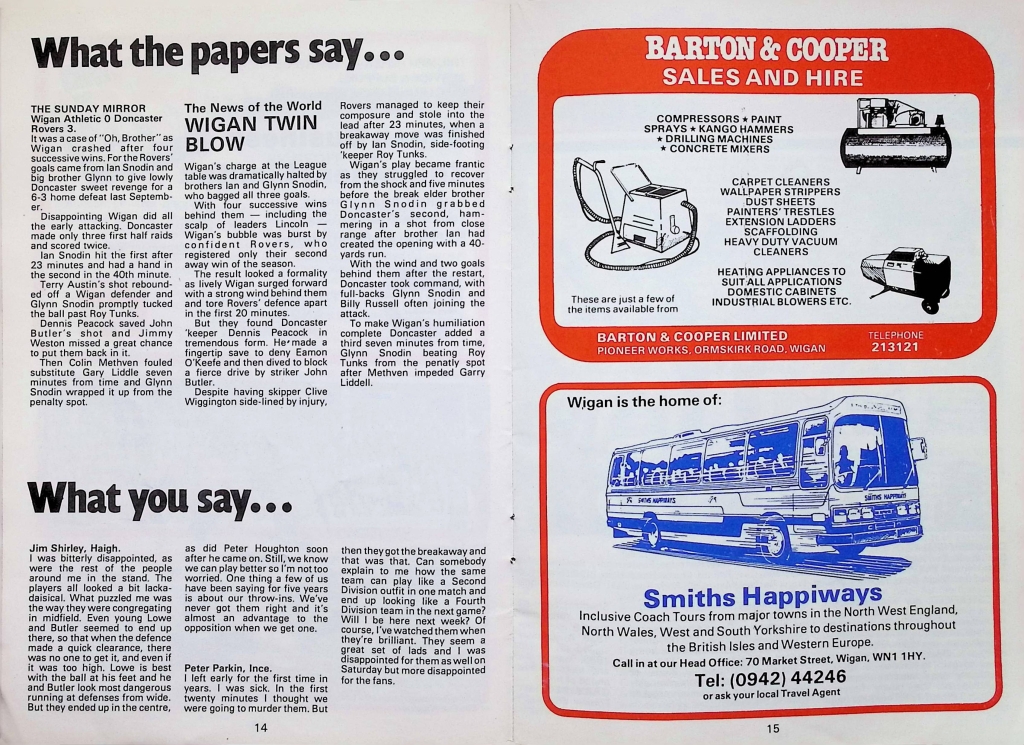 What the papers say...
THE SUNDAY MIRROR
Wigan Athletic 0 Doncaster
Rovers 3.
It was a case of "Oh, Brother" as
Wigan crashed after four
successive wins. For the Rovers'
goals came from Ian Snodin and
big brother Glynn to give lowly
Doncaster sweet revenge for a
6-3 home defeat last Septemb-
er.
Disappointing Wigan did all
the early attacking. Doncaster
made only three first half raids
and scored twice.
Ian Snodin hit the first after
23 minutes and had a hand in
the second in the 40th minute.
Terry Austin's shot rebound-
ed off a Wigan defender and
Glynn Snodin promptly tucked
the ball past Roy Tunks.
Dennis Peacock saved John
Butler's shot and Jimmy
Weston missed a great chance
to put them back in it.
Then Colin Methven fouled
substitute Gary Liddle seven
minutes from time and Glynn
Snodin wrapped it up from the
penalty spot.
The News of the World
WIGAN TWIN
BLOW
Wigan's charge at the League
table was dramatically halted by
brothers Ian and Glynn Snodin,
who bagged all three goals.
With four successive wins
behind them — including the
scalp of leaders Lincoln —
Wigan's bubble was burst by
confident Rovers, who
registered only their second
away win of the season.
The result looked a formality
as lively Wigan surged forward
with a strong wind behind them
and tore Rovers' defence apart
in the first 20 minutes.
But they found Doncaster
'keeper Dennis Peacock in
tremendous form. He made a
fingertip save to deny Eamon
O'Keefe and then dived to block
a fierce drive by striker John
Butler.
Despite having skipper Clive
Wiggington side-lined by injury,
Rovers managed to keep their
composure and stole into the
lead after 23 minutes, when a
breakaway move was finished
off by Ian Snodin, side-footing
'keeper Roy Tunks.
Wigan's play became frantic
as they struggled to recover
from the shock and five minutes
before the break elder brother
Glynn Snodin grabbed
Doncaster's second, ham-
mering in a shot from close
range after brother Ian had
created the opening with a 40-
yards run.
With the wind and two goals
behind them after the restart,
Doncaster took command, with
full-backs Glynn Snodin and
Billy Russell often joining the
attack.
To make Wigan's humiliation
complete Doncaster added a
third seven minutes from time,
Glynn Snodin beating Roy
Tunks from the penatly spot
after Methven impeded Garry
Liddell.
What you say...
Jim Shirley, Haigh.
I was bitterly disappointed, as
were the rest of the people
around me in the stand. The
players all looked a bit lacka-
daisical. What puzzled me was
the way they were congregating
in midfield. Even young Lowe
and Butler seemed to end up
there, so that when the defence
made a quick clearance, there
was no one to get it, and even if
it was too high. Lowe is best
with the ball at his feet and he
and Butler look most dangerous
running at defenses from wide.
But they ended up in the centre,
as did Peter Houghton soon
after he came on. Still, we know
we can play better so I'm not too
worried. One thing a few of us
have been saying for five years
is about our throw-ins. We've
never got them right and it's
almost an advantage to the
opposition when we get one.
Peter Parkin, Ince.
I left early for the first time in
years. I was sick. In the first
twenty minutes I thought we
were going to murder them. But
then they got the breakaway and
that was that. Can somebody
explain to me how the same
team can play like a Second
Division outfit in one match and
end up looking like a Fourth
Division team in the next game?
Will I be here next week? Of
course, I've watched them when
they're brilliant. They seem a
great set of lads and I was
disappointed for them as well on
Saturday but more disappointed
for the fans.
14
BARTON & COOPER
SALES AND HIRE
COMPRESSORS ★ PAINT
SPRAYS ★ KANGO HAMMERS
★ DRILLING MACHINES
★ CONCRETE MIXERS
CARPET CLEANERS
WALLPAPER STRIPPERS
DUST SHEETS
PAINTERS' TRESTLES
EXTENSION LADDERS
SCAFFOLDING
HEAVY DUTY VACUUM
CLEANERS
HEATING APPLIANCES TO
SUIT ALL APPLICATIONS
DOMESTIC CABINETS
INDUSTRIAL BLOWERS ETC.
These are just a few of
the items available from
BARTON & COOPER LIMITED
PIONEER WORKS, ORMSKIRK ROAD, WIGAN
TELEPHONE
213121
Wigan is the home of:
SMITHS HAPPIWAYS
SMITHS HAPPIWAYS
Smiths Happiways
Inclusive Coach Tours from major towns in the North West England,
North Wales, West and South Yorkshire to destinations throughout
the British Isles and Western Europe.
Call in at our Head Office: 70 Market Street, Wigan, WN1 1HY.
Tel: (0942) 44246
or ask your local Travel Agent
15